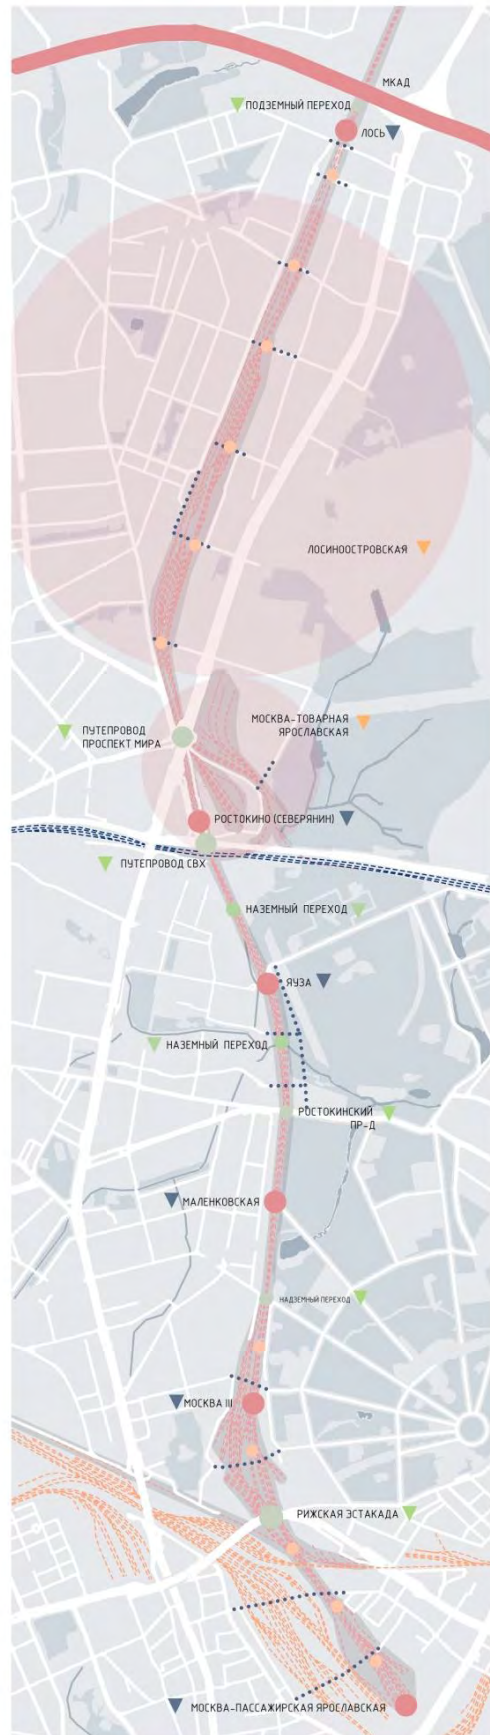 МКАД
ПОДЗЕМНЫЙ ПЕРЕХОД
ЛОСЬ
ЛОСИНООСТРОВСКАЯ
МОСКВА-ТОВАРНАЯ
ЯРОСЛАВСКАЯ
ПУТЕПРОВОД
ПРОСПЕКТ МИРА
РОСТОКИНО (СЕВЕРЯНИН)
ПУТЕПРОВОД СВХ
НАЗЕМНЫЙ ПЕРЕХОД
ЯУЗА
НАЗЕМНЫЙ ПЕРЕХОД
РОСТОКИНСКИЙ
ПР-Д
МАЛЕНКОВСКАЯ
НАДЗЕМНЫЙ ПЕРЕХОД
МОСКВА III
РИЖСКАЯ ЭСТАКАДА
МОСКВА-ПАССАЖИРСКАЯ ЯРОСЛАВСКАЯ